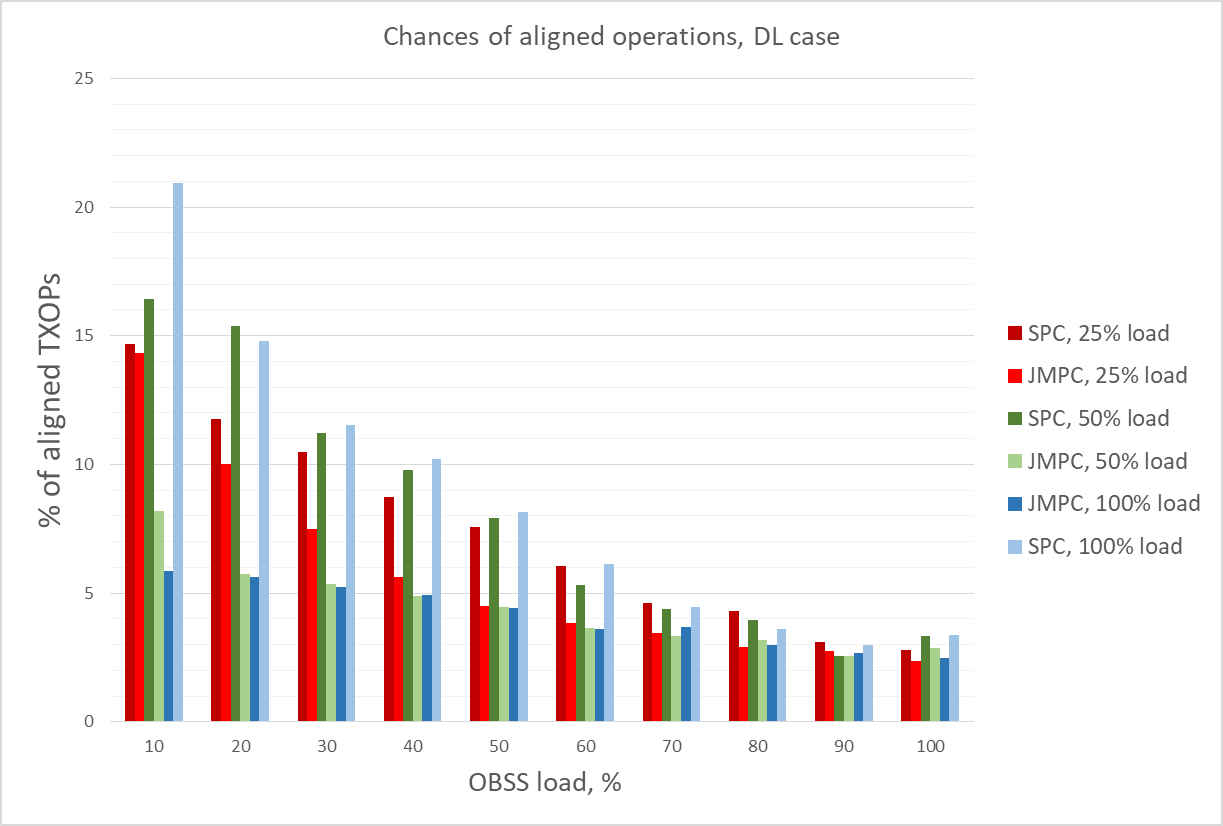 Chances of aligned operations, DL case
25
20
15
10
5
0
% of aligned TXOPs
10 20 30 40 50 60 70 80 90 100
OBSS load, %
SPC, 25% load
JMPC, 25% load
SPC, 50% load
JMPC, 50% load
JMPC, 100% load
SPC, 100% load